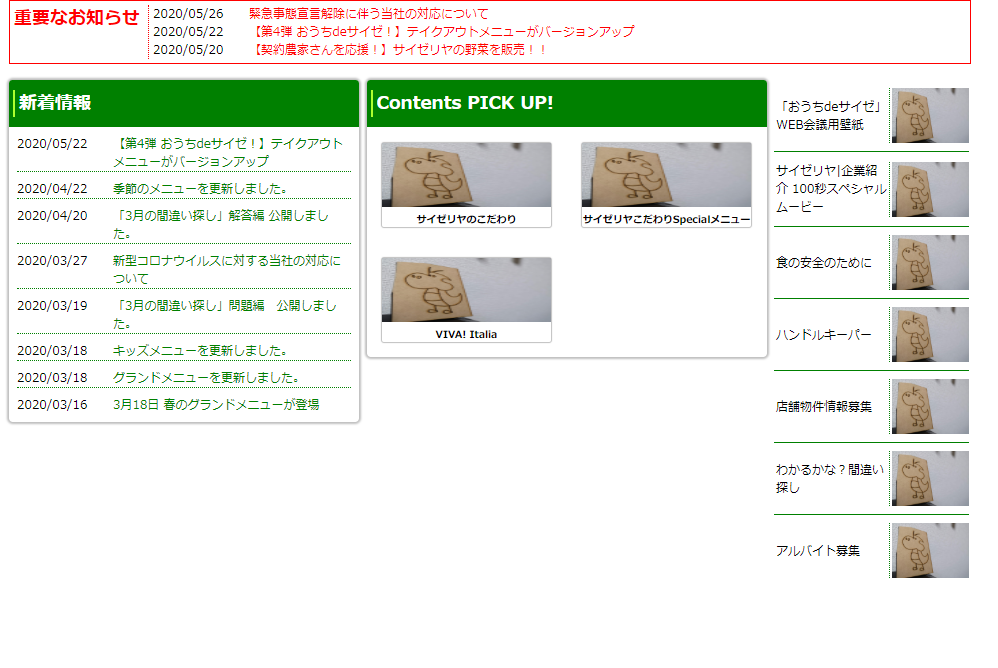 重要なお知らせ
2020/05/26 緊急事態宣言解除に伴う当社の対応について
2020/05/22 【第4弾 おうちdeサイゼ！】テイクアウトメニューがバージョンアップ
2020/05/20 【契約農家さんを応援！】サイゼリヤの野菜を販売！！
新着情報
2020/05/22 【第4弾 おうちdeサイゼ！】テイクアウト
メニューがバージョンアップ
2020/04/22 季節のメニューを更新しました。
2020/04/20 「3月の間違い探し」解答編 公開しまし
た。
2020/03/27 新型コロナウイルスに対する当社の対応に
ついて
2020/03/19 「3月の間違い探し」問題編　公開しまし
た。
2020/03/18 キッズメニューを更新しました。
2020/03/18 グランドメニューを更新しました。
2020/03/16 3月18日 春のグランドメニューが登場
Contents PICK UP!
サイゼリヤのこだわり
サイゼリヤこだわりSpecialメニュー
VIVA! Italia
「おうちdeサイゼ」
WEB会議用壁紙
サイゼリヤ|企業紹
介 100秒スペシャル
ムービー
食の安全のために
ハンドルキーパー
店舗物件情報募集
わかるかな？間違い
探し
アルバイト募集